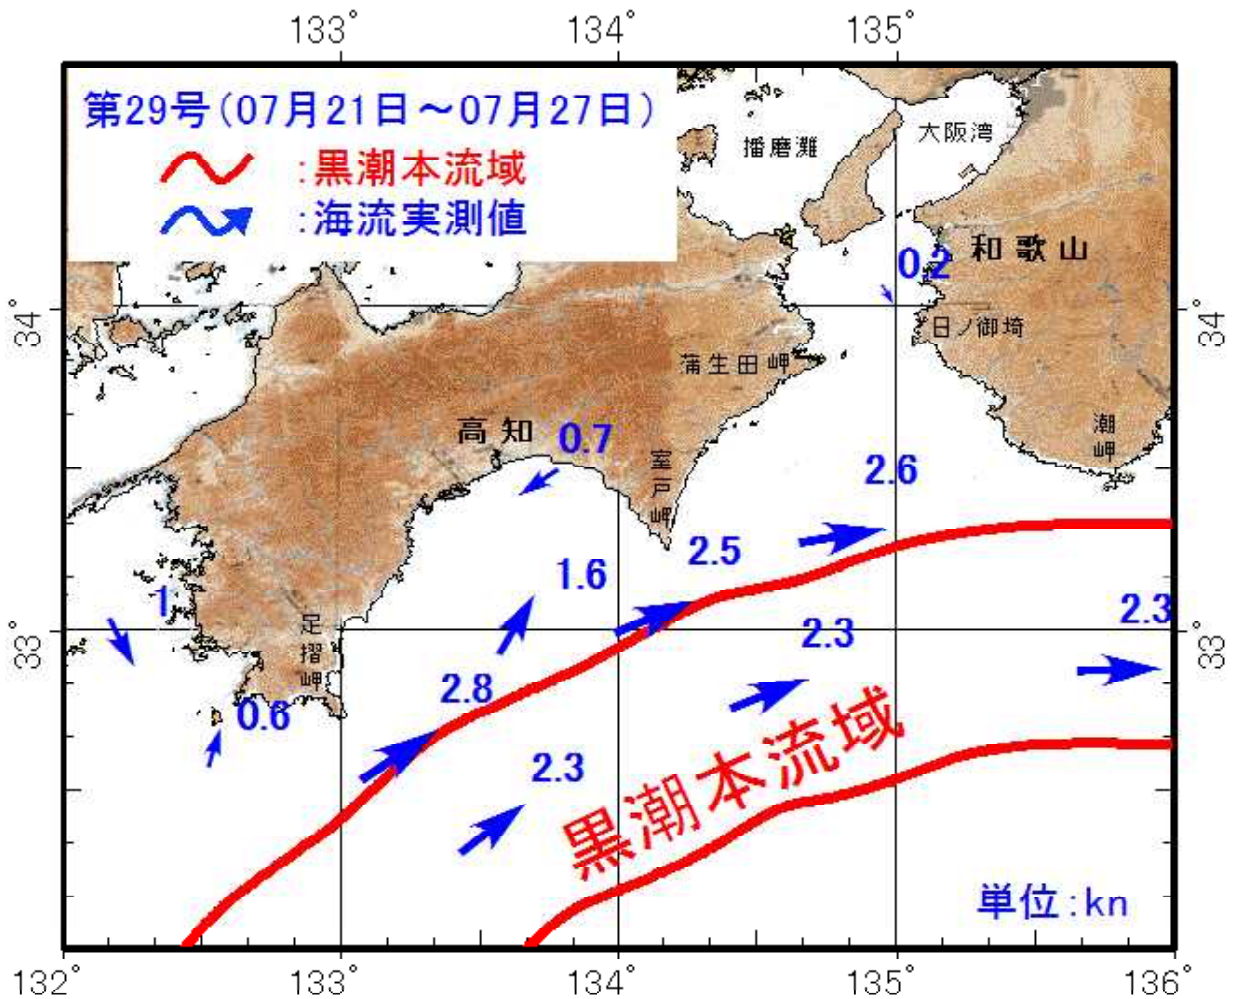 133° 134° 135°
第29号(07月21日～07月27日)
:黒潮本流域
:海流実測値
播磨灘
大阪湾
和歌山
0.2
34°
34°
日ノ御埼
蒲生田岬
潮岬
高知
0.7
室戸岬
2.6
2.5
1.6
1
2.3
2.3
足摺岬
33°
33°
2.8
0.6
2.3
黒潮本流域
単位:kn
132° 133° 134° 135° 136°